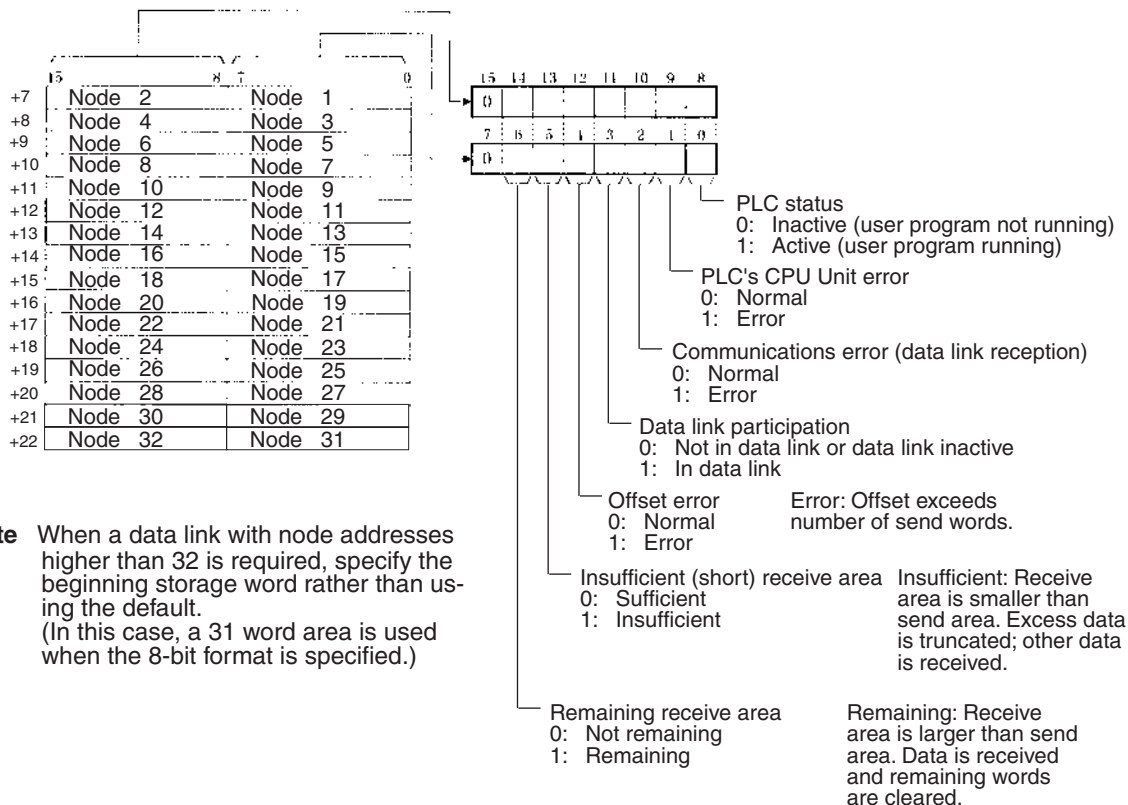 15 8 7 0
+7 Node 2 Node 1
+8 Node 4 Node 3
+9 Node 6 Node 5
+10 Node 8 Node 7
+11 Node 10 Node 9
+12 Node 12 Node 11
+13 Node 14 Node 13
+14 Node 16 Node 15
+15 Node 18 Node 17
+16 Node 20 Node 19
+17 Node 22 Node 21
+18 Node 24 Node 23
+19 Node 26 Node 25
+20 Node 28 Node 27
+21 Node 30 Node 29
+22 Node 32 Node 31
15 14 13 12 11 10 9 8
0
7 6 5 4 3 2 1 0
0
PLC status
0: Inactive (user program not running)
1: Active (user program running)
PLC's CPU Unit error
0: Normal
1: Error
Communications error (data link reception)
0: Normal
1: Error
Data link participation
0: Not in data link or data link inactive
1: In data link
Offset error
0: Normal
1: Error
Error: Offset exceeds
number of send words.
Insufficient (short) receive area
0: Sufficient
1: Insufficient
Insufficient: Receive
area is smaller than
send area. Excess data
is truncated; other data
is received.
Remaining receive area
0: Not remaining
1: Remaining
Remaining: Receive
area is larger than send
area. Data is received
and remaining words
are cleared.
te When a data link with node addresses
higher than 32 is required, specify the
beginning storage word rather than us-
ing the default.
(In this case, a 31 word area is used
when the 8-bit format is specified.)